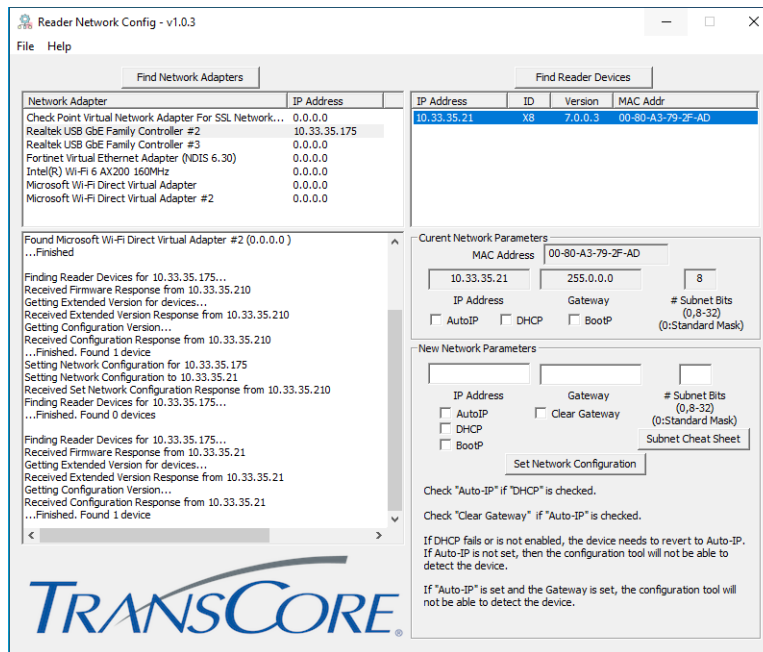 Reader Network Config - v1.0.3
File Help
Find Network Adapters
Network Adapter IP Address
Check Point Virtual Network Adapter For SSL Network... 0.0.0.0
Realtek USB GbE Family Controller #2 10.33.35.175
Realtek USB GbE Family Controller #3 0.0.0.0
Fortinet Virtual Ethernet Adapter (NDIS 6.30) 0.0.0.0
Intel(R) Wi-Fi 6 AX200 160MHz 0.0.0.0
Microsoft Wi-Fi Direct Virtual Adapter 0.0.0.0
Microsoft Wi-Fi Direct Virtual Adapter #2 0.0.0.0
Found Microsoft Wi-Fi Direct Virtual Adapter #2 (0.0.0.0 )
...Finished
Finding Reader Devices for 10.33.35.175...
Received Firmware Response from 10.33.35.210
Getting Extended Version for devices...
Received Extended Version Response from 10.33.35.210
Getting Configuration Version...
Received Configuration Response from 10.33.35.210
...Finished. Found 1 device
Setting Network Configuration for 10.33.35.175
Setting Network Configuration to 10.33.35.21
Received Set Network Configuration Response from 10.33.35.210
Finding Reader Devices for 10.33.35.175...
...Finished. Found 0 devices
Finding Reader Devices for 10.33.35.175...
Received Firmware Response from 10.33.35.21
Getting Extended Version for devices...
Received Extended Version Response from 10.33.35.21
Getting Configuration Version...
Received Configuration Response from 10.33.35.21
...Finished. Found 1 device
TRANSCORE®
Find Reader Devices
IP Address ID Version MAC Addr
10.33.35.21 X8 7.0.0.3 00-80-A3-79-2F-AD
Curent Network Parameters
MAC Address 00-80-A3-79-2F-AD
10.33.35.21 255.0.0.0 8
IP Address Gateway # Subnet Bits
(0,8-32)
AutoIP DHCP BootP
(0:Standard Mask)
New Network Parameters
IP Address Gateway # Subnet Bits
(0,8-32)
AutoIP Clear Gateway
(0:Standard Mask)
DHCP
Subnet Cheat Sheet
BootP
Set Network Configuration
Check "Auto-IP" if "DHCP" is checked.
Check "Clear Gateway" if "Auto-IP" is checked.
If DHCP fails or is not enabled, the device needs to revert to Auto-IP.
If Auto-IP is not set, then the configuration tool will not be able to
detect the device.
If "Auto-IP" is set and the Gateway is set, the configuration tool will
not be able to detect the device.